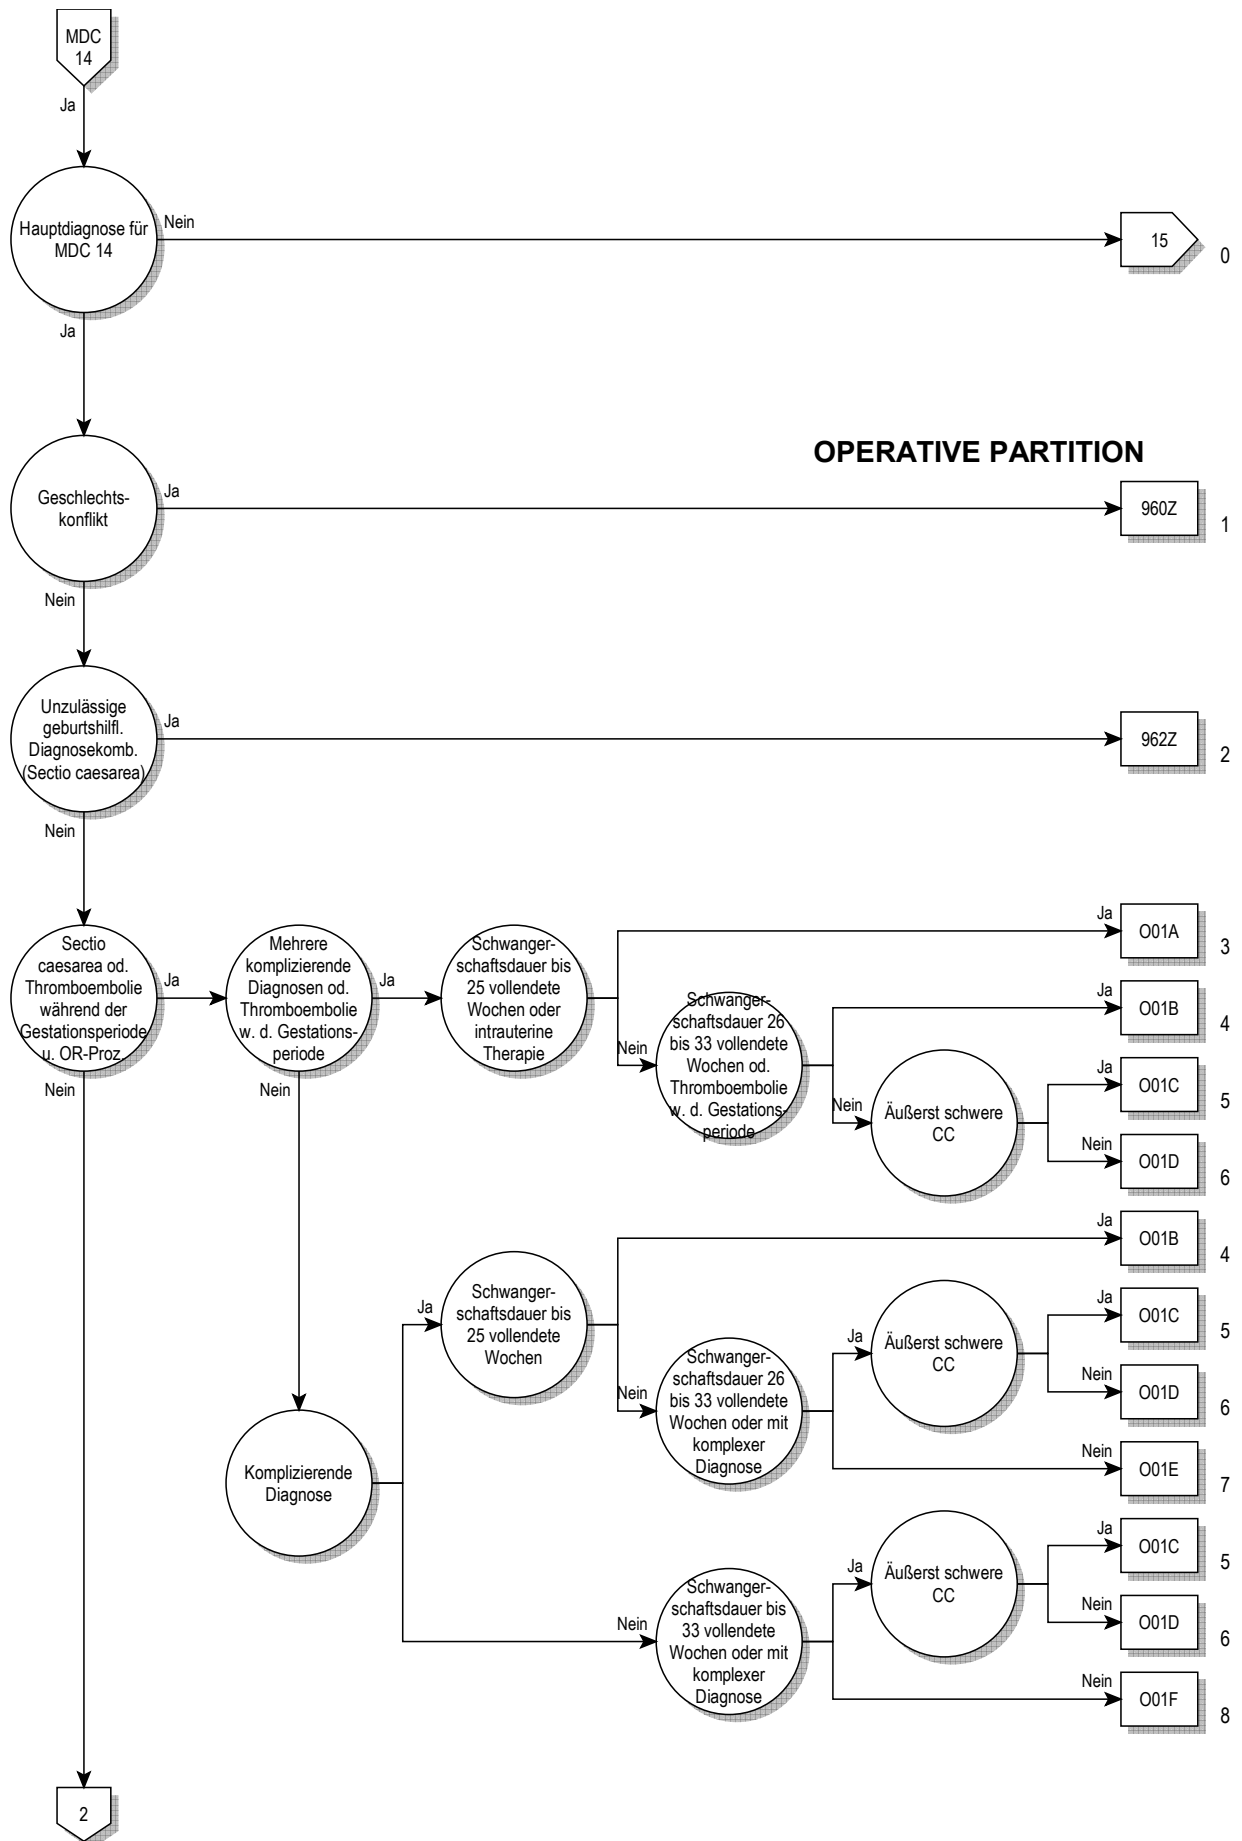 MDC
14
Ja
Hauptdiagnose für
MDC 14
Nein
15
0
Ja
OPERATIVE PARTITION
Geschlechts-
konflikt
Ja
960Z
1
Nein
Unzulässige
geburtshilfl.
Diagnosekomb.
(Sectio caesarea)
Ja
962Z
2
Nein
Sectio
caesarea od.
Thromboembolie
während der
Gestationsperiode
u. OR-Proz.
Ja
Nein
Mehrere
komplizierende
Diagnosen od.
Thromboembolie
w. d. Gestations-
periode
Ja
Nein
Schwanger-
schaftsdauer bis
25 vollendete
Wochen oder
intrauterine
Therapie
Ja
O01A
3
Nein
Schwanger-
schaftsdauer 26
bis 33 vollendete
Wochen od.
Thromboembolie
w. d. Gestations-
periode
Ja
O01B
4
Nein
Äußerst schwere
CC
Ja
O01C
5
Nein
O01D
6
Komplizierende
Diagnose
Ja
Schwanger-
schaftsdauer bis
25 vollendete
Wochen
Ja
O01B
4
Nein
Schwanger-
schaftsdauer 26
bis 33 vollendete
Wochen oder mit
komplexer
Diagnose
Ja
Äußerst schwere
CC
Ja
O01C
5
Nein
O01D
6
Nein
O01E
7
Nein
Schwanger-
schaftsdauer bis
33 vollendete
Wochen oder mit
komplexer
Diagnose
Ja
Äußerst schwere
CC
Ja
O01C
5
Nein
O01D
6
Nein
O01F
8
2